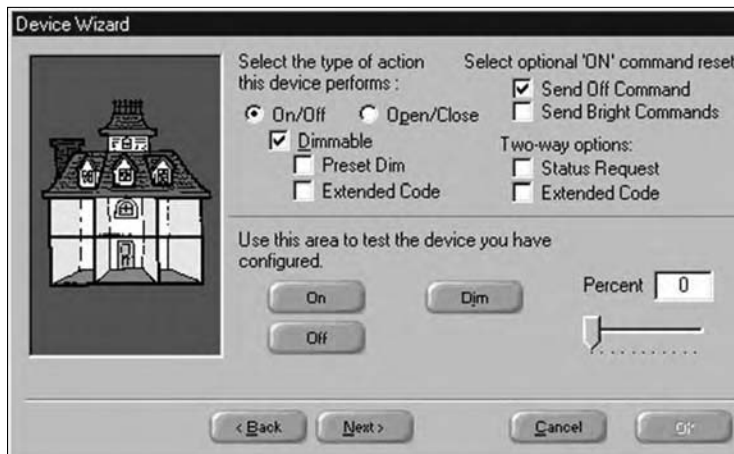 Device Wizard
Select the type of action
this device performs :
On/Off
Open/Close
Dimmable
Preset Dim
Extended Code
Select optional 'ON' command reset
Send Off Command
Send Bright Commands
Two-way options:
Status Request
Extended Code
Use this area to test the device you have
configured.
On
Off
Dim
Percent 0
< Back
Next >
Cancel
OK